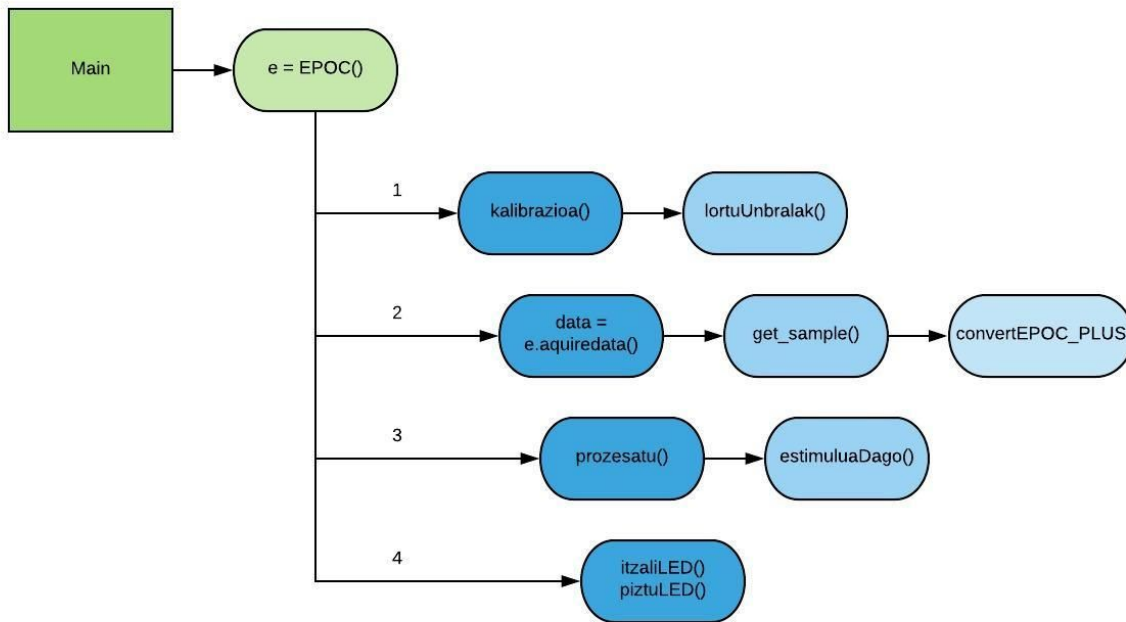 Main
e = EPOC()
1
kalibrazioa()
lortuUnbralak()
2
data =
e.aquiredata()
get_sample()
convertEPOC_PLUS
3
prozesatu()
estimuluaDago()
4
itzaliLED()
piztuLED()